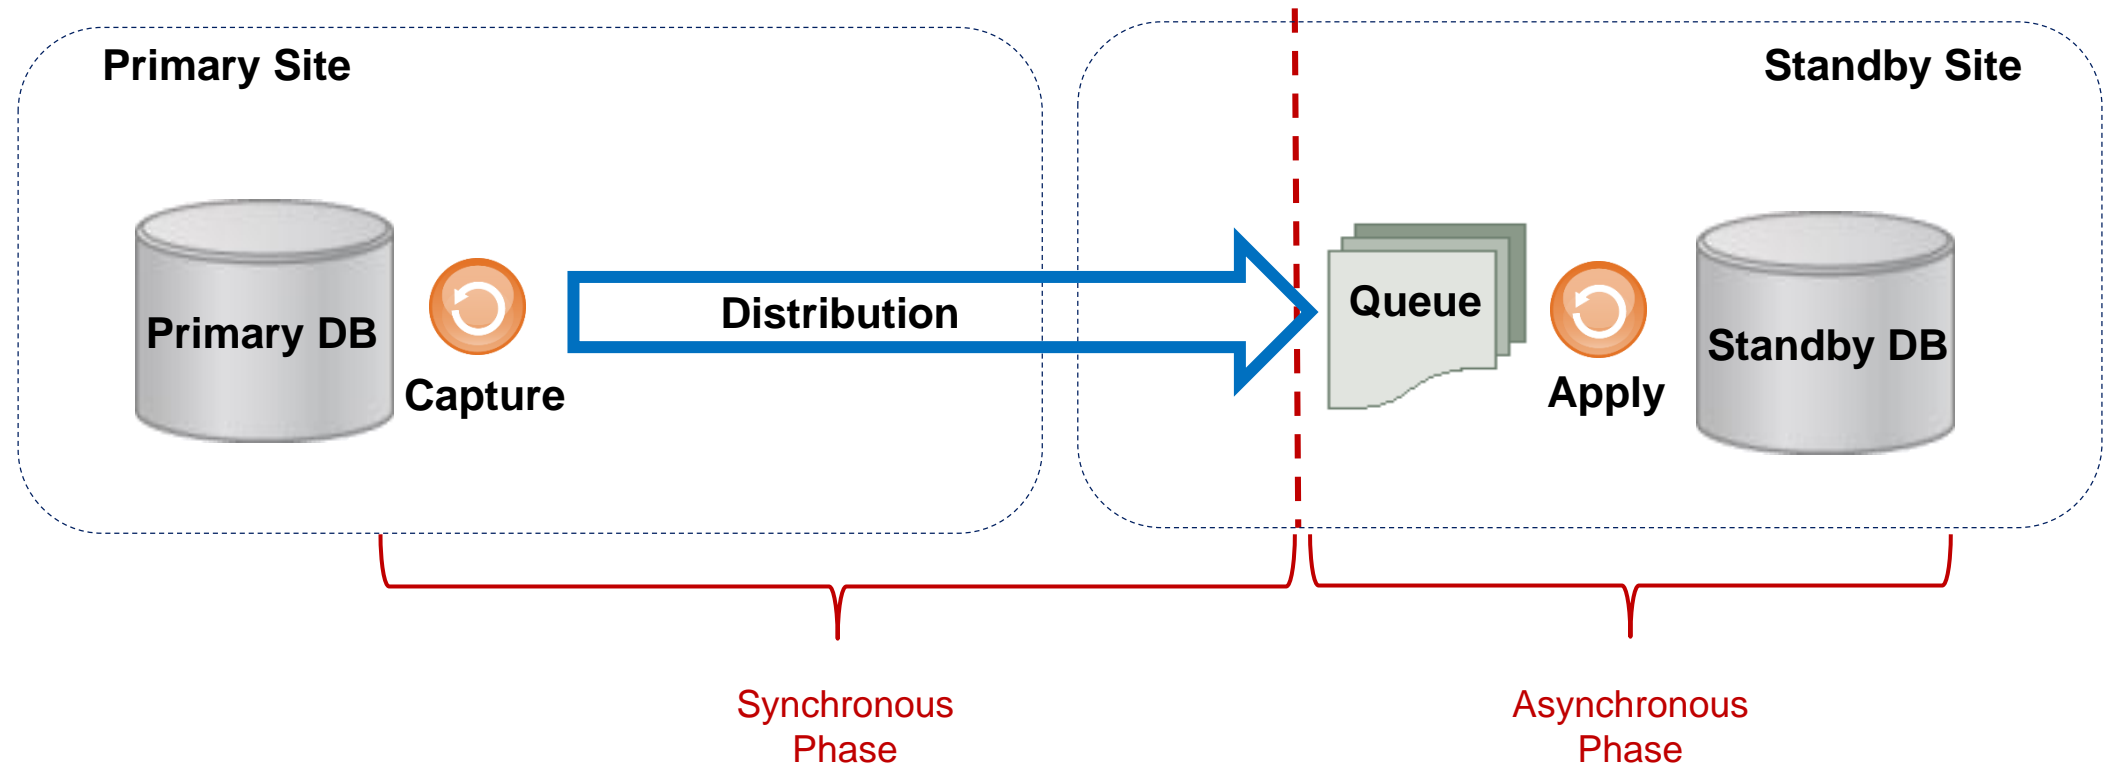 Primary Site
Standby Site
Primary DB
Capture
Distribution
Queue
Apply
Standby DB
Synchronous
Phase
Asynchronous
Phase